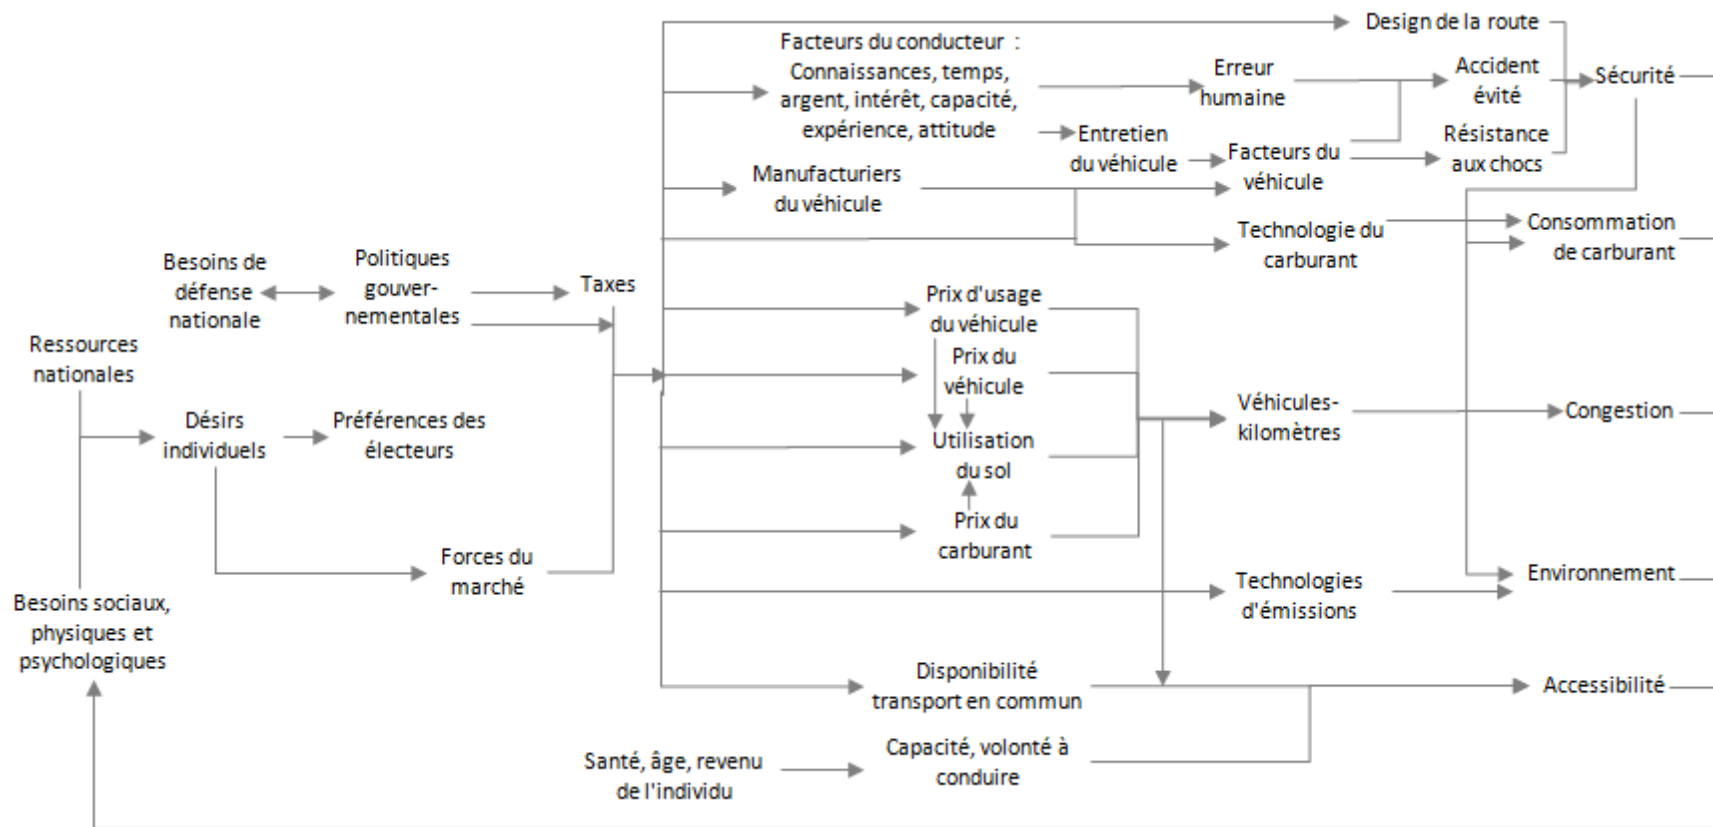 Design de la route
Facteurs du conducteur :
Connaissances, temps,
argent, intérêt, capacité,
expérience, attitude
Erreur
humaine
Accident
évité
Sécurité
Entretien
du véhicule
Facteurs du
véhicule
Résistance
aux chocs
Manufacturiers
du véhicule
Technologie du
carburant
Consommation
de carburant
Besoins de
défense
nationale
Politiques
gouver-
nementales
Taxes
Prix d'usage
du véhicule
Ressources
nationales
Prix du
véhicule
Désirs
individuels
Préférences des
électeurs
Utilisation
du sol
Véhicules-
kilomètres
Congestion
Prix du
carburant
Forces du
marché
Technologies
d'émissions
Environnement
Besoins sociaux,
physiques et
psychologiques
Disponibilité
transport en commun
Accessibilité
Santé, âge, revenu
de l'individu
Capacité, volonté à
conduire